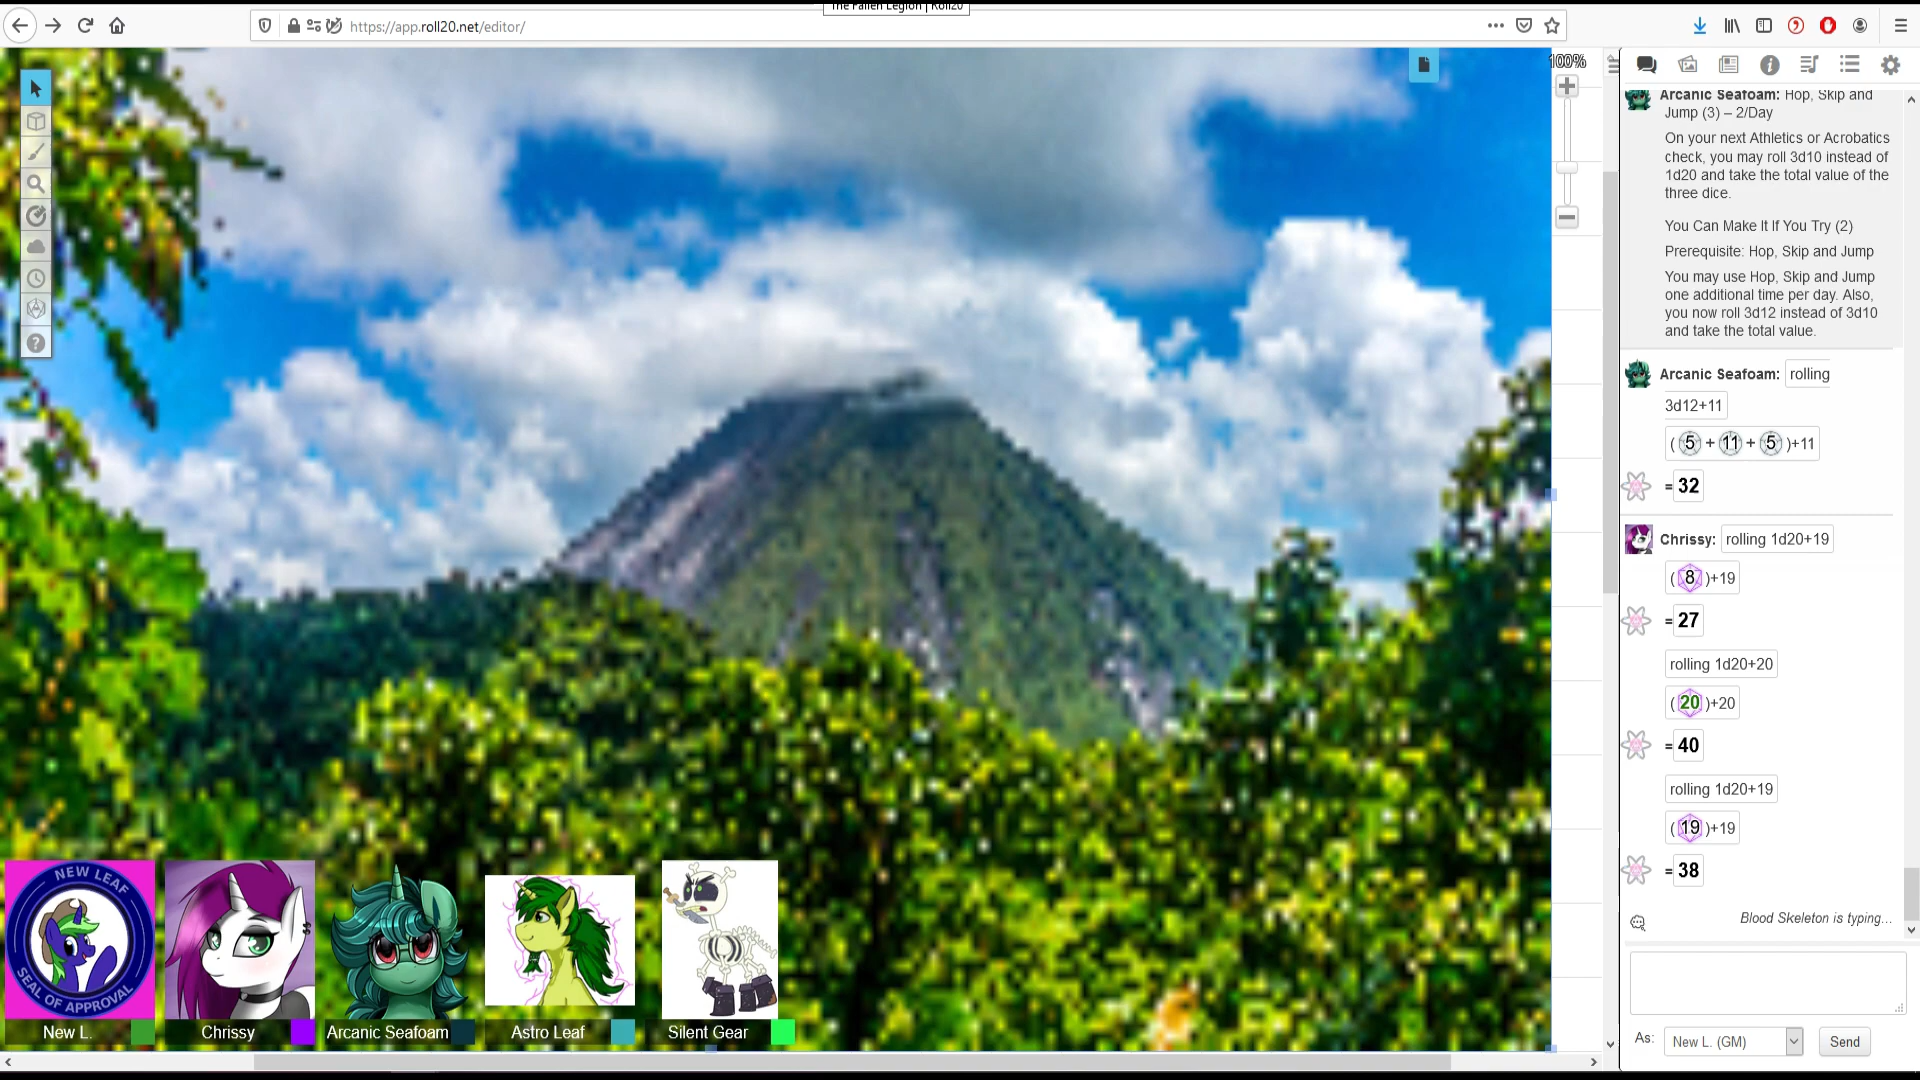 The Fallen Legion | Roll20
https://app.roll20.net/editor/
100%
Arcanic Seafoam: Hop, Skip and
Jump (3) – 2/Day
On your next Athletics or Acrobatics
check, you may roll 3d10 instead of
1d20 and take the total value of the
three dice.
You Can Make It If You Try (2)
Prerequisite: Hop, Skip and Jump
You may use Hop, Skip and Jump
one additional time per day. Also,
you now roll 3d12 instead of 3d10
and take the total value.
Arcanic Seafoam: rolling
3d12+11
(5+11+5)+11
=32
Chrissy: rolling 1d20+19
(8)+19
=27
rolling 1d20+20
(20)+20
=40
rolling 1d20+19
(19)+19
=38
Blood Skeleton is typing...
As: New L. (GM) Send
NEW LEAF
SEAL OF APPROVAL
New L.
Chrissy
Arcanic Seafoam
Astro Leaf
Silent Gear